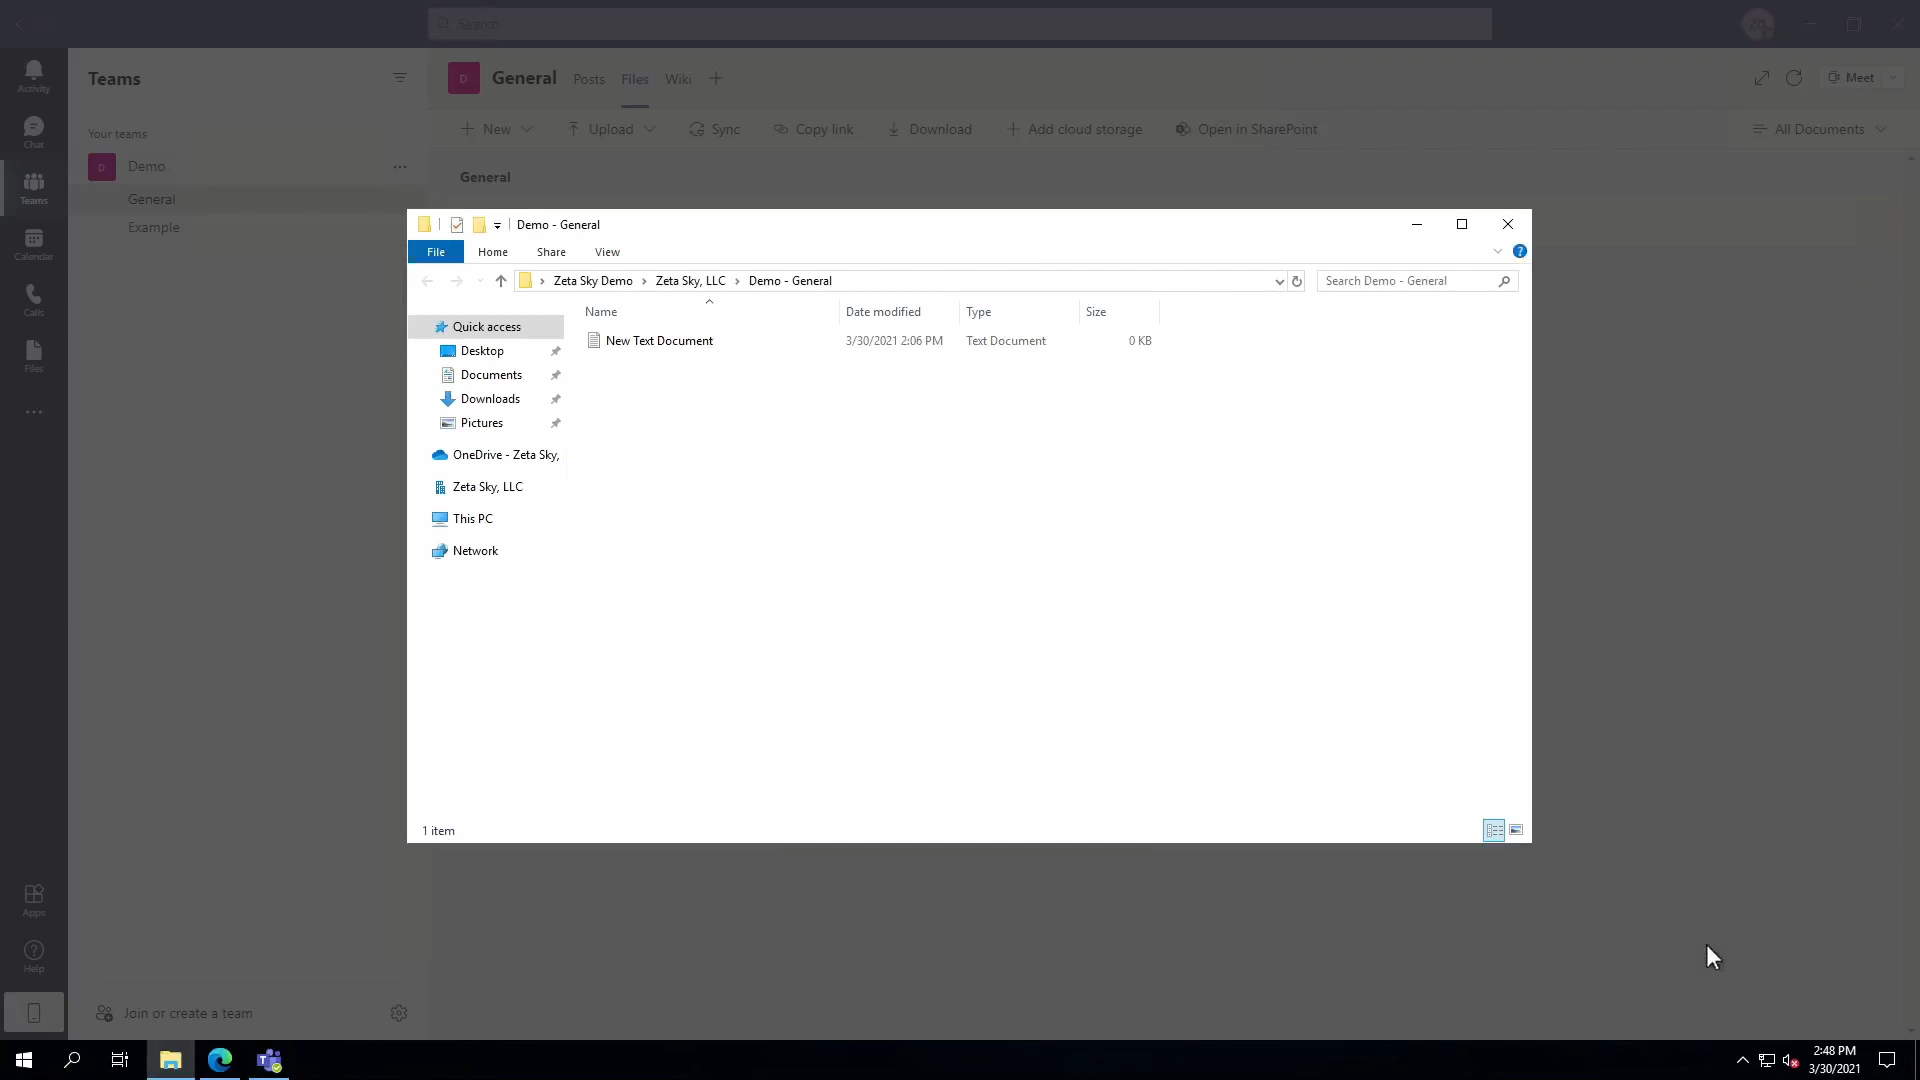 Search
Activity
Chat
Teams
Calendar
Calls
Files
Apps
Help
Teams
Your teams
D
Demo
General
Example
Join or create a team
D
General
Posts
Files
Wiki
Meet
New
Upload
Sync
Copy link
Download
Add cloud storage
Open in SharePoint
All Documents
General
Demo - General
File
Home
Share
View
Zeta Sky Demo
Zeta Sky, LLC
Demo - General
Search Demo - General
Name
Date modified
Type
Size
New Text Document
3/30/2021 2:06 PM
Text Document
0 KB
Quick access
Desktop
Documents
Downloads
Pictures
OneDrive - Zeta Sky,
Zeta Sky, LLC
This PC
Network
1 item
2:48 PM
3/30/2021